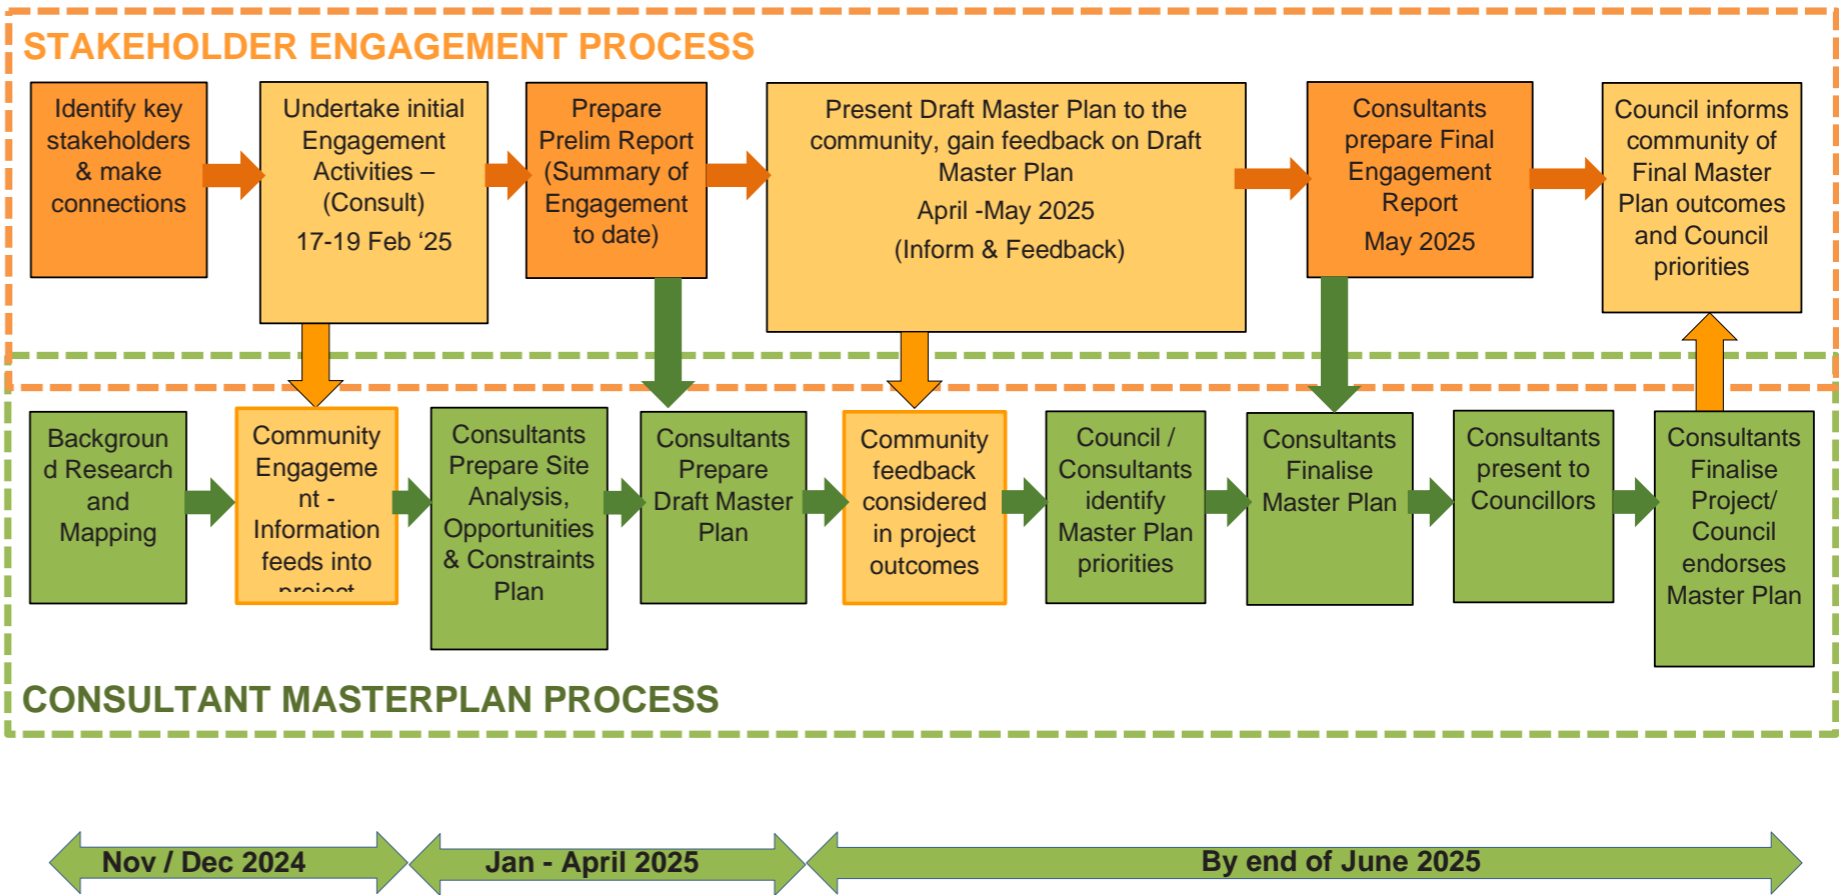 STAKEHOLDER ENGAGEMENT PROCESS
Identify key
stakeholders
& make
connections
Undertake initial
Engagement
Activities –
(Consult)
17-19 Feb ‘25
Prepare
Prelim Report
(Summary of
Engagement
to date)
Present Draft Master Plan to the
community, gain feedback on Draft
Master Plan
April -May 2025
(Inform & Feedback)
Consultants
prepare Final
Engagement
Report
May 2025
Council informs
community of
Final Master
Plan outcomes
and Council
priorities
Backgroun
d Research
and
Mapping
Community
Engageme
nt -
Information
feeds into
project
Consultants
Prepare Site
Analysis,
Opportunities
& Constraints
Plan
Consultants
Prepare
Draft Master
Plan
Community
feedback
considered
in project
outcomes
Council /
Consultants
identify
Master Plan
priorities
Consultants
Finalise
Master Plan
Consultants
present to
Councillors
Consultants
Finalise
Project/
Council
endorses
Master Plan
CONSULTANT MASTERPLAN PROCESS
Nov / Dec 2024
Jan - April 2025
By end of June 2025